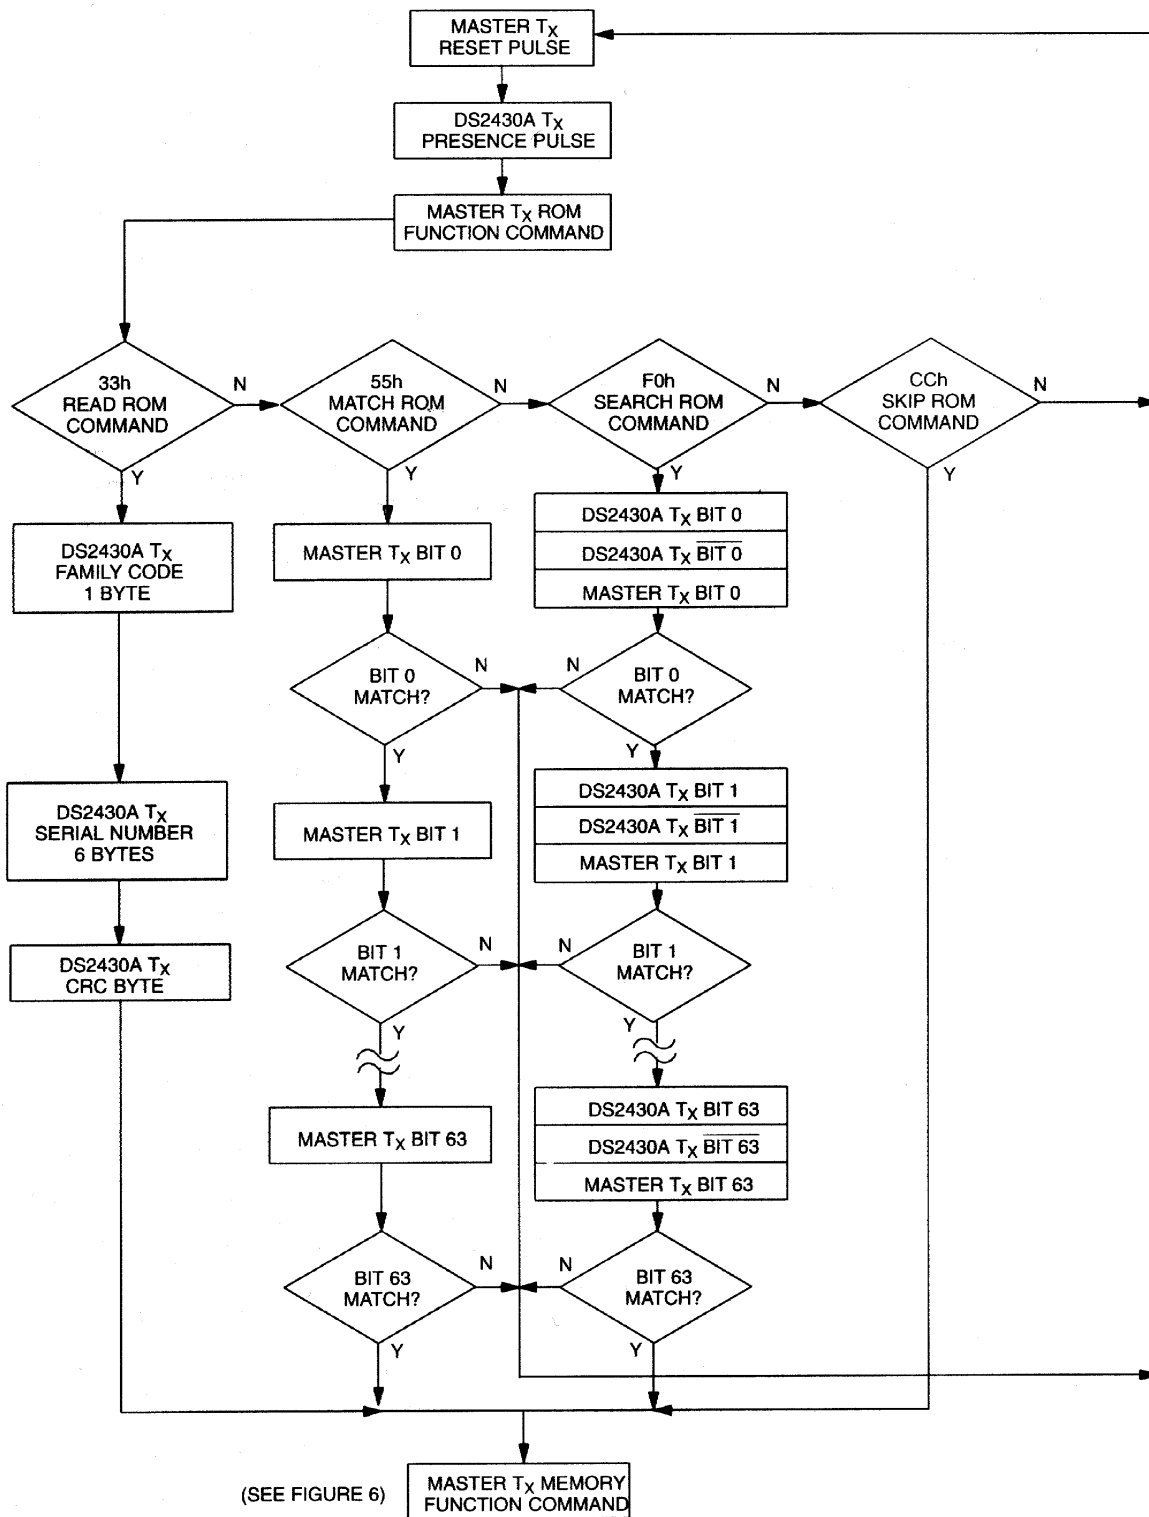 MASTER TX
RESET PULSE
DS2430A TX
PRESENCE PULSE
MASTER TX ROM
FUNCTION COMMAND
33h
READ ROM
COMMAND
N
Y
55h
MATCH ROM
COMMAND
N
Y
F0h
SEARCH ROM
COMMAND
N
Y
CCh
SKIP ROM
COMMAND
N
Y
DS2430A TX
FAMILY CODE
1 BYTE
DS2430A TX
SERIAL NUMBER
6 BYTES
DS2430A TX
CRC BYTE
MASTER TX BIT 0
BIT 0
MATCH?
N
Y
MASTER TX BIT 1
BIT 1
MATCH?
N
Y
MASTER TX BIT 63
BIT 63
MATCH?
N
Y
DS2430A TX BIT 0
DS2430A TX BIT 0
MASTER TX BIT 0
BIT 0
MATCH?
N
Y
DS2430A TX BIT 1
DS2430A TX BIT 1
MASTER TX BIT 1
BIT 1
MATCH?
N
Y
DS2430A TX BIT 63
DS2430A TX BIT 63
MASTER TX BIT 63
BIT 63
MATCH?
N
Y
(SEE FIGURE 6)
MASTER TX MEMORY
FUNCTION COMMAND